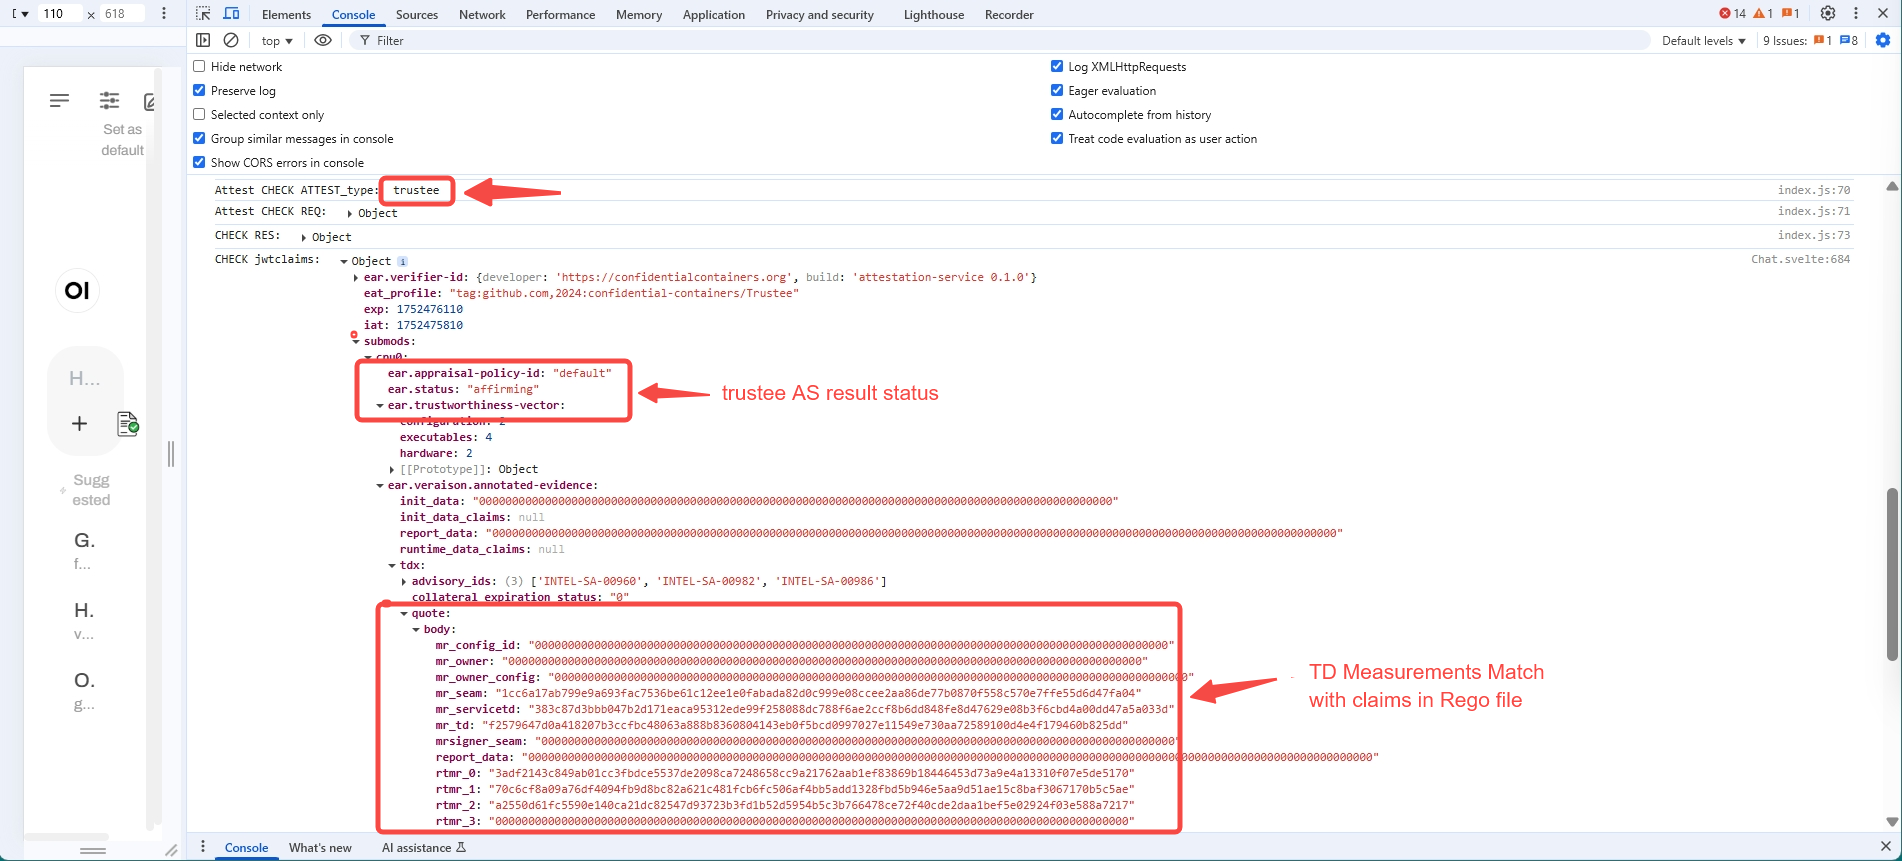 110 × 618
Elements Console Sources Network Performance Memory Application Privacy and security Lighthouse Recorder 14 1 1
top Filter Default levels 9 Issues: 1 8
Hide network Log XMLHttpRequests
Preserve log Eager evaluation
Selected context only Autocomplete from history
Group similar messages in console Treat code evaluation as user action
Show CORS errors in console
Set as
default
OI
H...
+
Sugg
ested
G.
f...
H.
v...
O.
g...
Attest CHECK ATTEST_type: trustee index.js:70
Attest CHECK REQ: Object index.js:71
CHECK RES: Object index.js:73
CHECK jwtclaims: Object i Chat.svelte:684
ear.verifier-id: {developer: 'https://confidentialcontainers.org', build: 'attestation-service 0.1.0'}
eat_profile: "tag:github.com,2024:confidential-containers/Trustee"
exp: 1752476110
iat: 1752475810
submods:
cpu0:
ear.appraisal-policy-id: "default"
ear.status: "affirming"
trustee AS result status
ear.trustworthiness-vector:
configuration: 2
executables: 4
hardware: 2
[[Prototype]]: Object
ear.veraison.annotated-evidence:
init_data: "000000000000000000000000000000000000000000000000000000000000000000000000000000000000000000000000"
init_data_claims: null
report_data: "00000000000000000000000000000000000000000000000000000000000000000000000000000000000000000000000000000000000000000000000000000000"
runtime_data_claims: null
tdx:
advisory_ids: (3) ['INTEL-SA-00960', 'INTEL-SA-00982', 'INTEL-SA-00986']
collateral_expiration_status: "0"
quote:
body:
mr_config_id: "000000000000000000000000000000000000000000000000000000000000000000000000000000000000000000000000"
mr_owner: "000000000000000000000000000000000000000000000000000000000000000000000000000000000000000000000000"
mr_owner_config: "000000000000000000000000000000000000000000000000000000000000000000000000000000000000000000000000"
mr_seam: "1cc6a17ab799e9a693fac7536be61c12ee1e0fabada82d0c999e08ccee2aa86de77b0870f558c570e7ffe55d6d47fa04"
mr_servicetd: "383c87d3bbb047b2d171eaca95312ede99f258088dc788f6ae2ccf8b6dd848fe8d47629e08b3f6cbd4a00dd47a5a033d"
mr_td: "f2579647d0a418207b3ccfbc48063a888b8360804143eb0f5bcd0997027e11549e730aa72589100d4e4f179460b825dd"
mrsigner_seam: "000000000000000000000000000000000000000000000000000000000000000000000000000000000000000000000000"
report_data: "00000000000000000000000000000000000000000000000000000000000000000000000000000000000000000000000000000000000000000000000000000000"
rtmr_0: "3adf2143c849ab01cc3fbdce5537de2098ca7248658cc9a21762aab1ef83869b18446453d73a9e4a13310f07e5de5170"
rtmr_1: "70c6cf8a09a76df4094fb9d8bc82a621c481fcb6fc506af4bb5add1328fbd5b946e5aa9d51ae15c8baf3067170b5c5ae"
rtmr_2: "a2550d61fc5590e140ca21dc82547d93723b3fd1b52d5954b5c3b766478ce72f40cde2daa1bef5e02924f03e588a7217"
rtmr_3: "000000000000000000000000000000000000000000000000000000000000000000000000000000000000000000000000"
TD Measurements Match
with claims in Rego file
Console What's new AI assistance